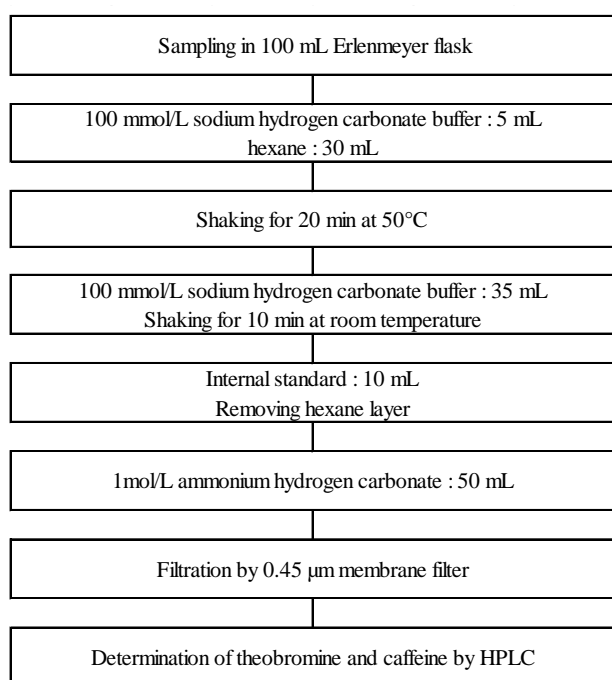 Sampling in 100 mL Erlenmeyer flask
100 mmol/L sodium hydrogen carbonate buffer : 5 mL
hexane : 30 mL
Shaking for 20 min at 50°C
100 mmol/L sodium hydrogen carbonate buffer : 35 mL
Shaking for 10 min at room temperature
Internal standard : 10 mL
Removing hexane layer
1mol/L ammonium hydrogen carbonate : 50 mL
Filtration by 0.45 μm membrane filter
Determination of theobromine and caffeine by HPLC